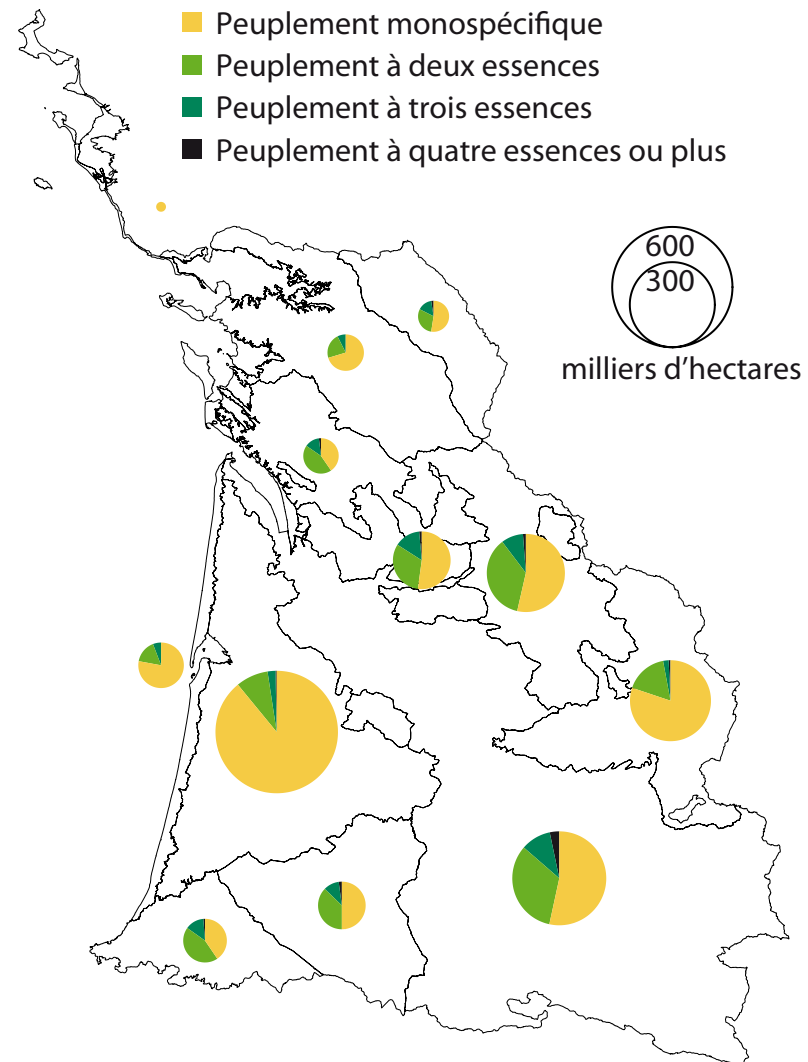 Peuplement monospécifique
Peuplement à deux essences
Peuplement à trois essences
Peuplement à quatre essences ou plus
600
300
milliers d’hectares